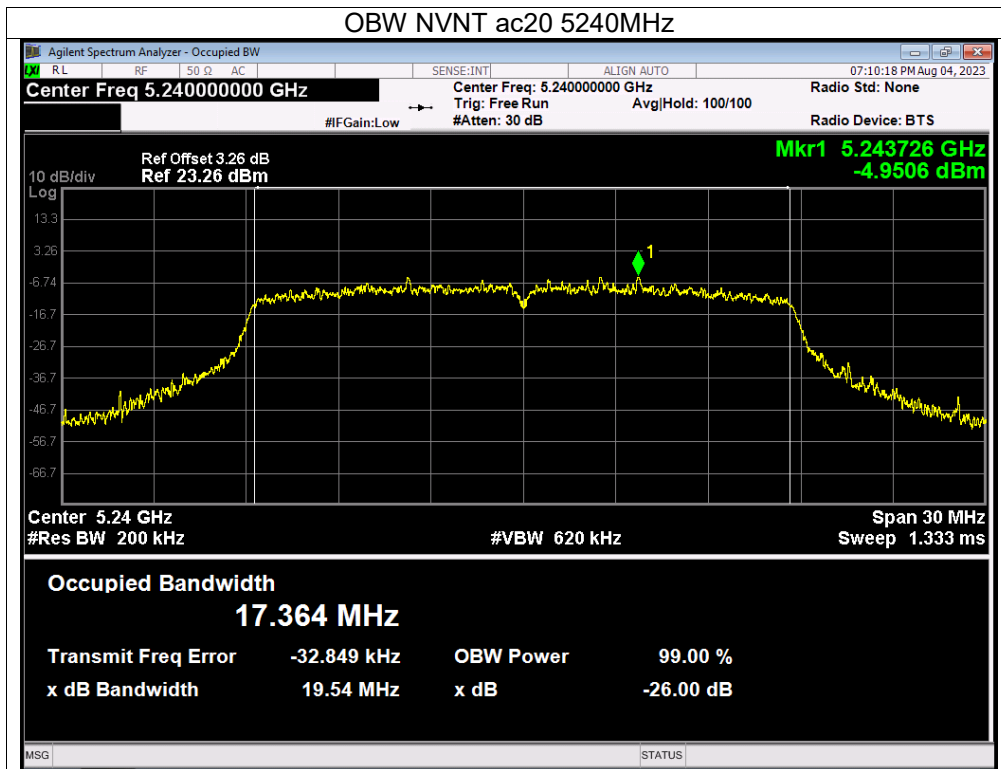 OBW NVNT ac20 5240MHz
Agilent Spectrum Analyzer - Occupied BW
LXI RL RF 50 Ω AC SENSE:INT ALIGN AUTO 07:10:18 PM Aug 04, 2023
Center Freq 5.240000000 GHz Center Freq: 5.240000000 GHz Radio Std: None
Trig: Free Run Avg|Hold: 100/100
#IFGain:Low #Atten: 30 dB Radio Device: BTS
Mkr1 5.243726 GHz
-4.9506 dBm
Ref Offset 3.26 dB
10 dB/div Ref 23.26 dBm
Log
13.3
3.26
1
-6.74
-16.7
-26.7
-36.7
-46.7
-56.7
-66.7
Center 5.24 GHz Span 30 MHz
#Res BW 200 kHz #VBW 620 kHz Sweep 1.333 ms
Occupied Bandwidth
17.364 MHz
Transmit Freq Error -32.849 kHz OBW Power 99.00 %
x dB Bandwidth 19.54 MHz x dB -26.00 dB
MSG STATUS